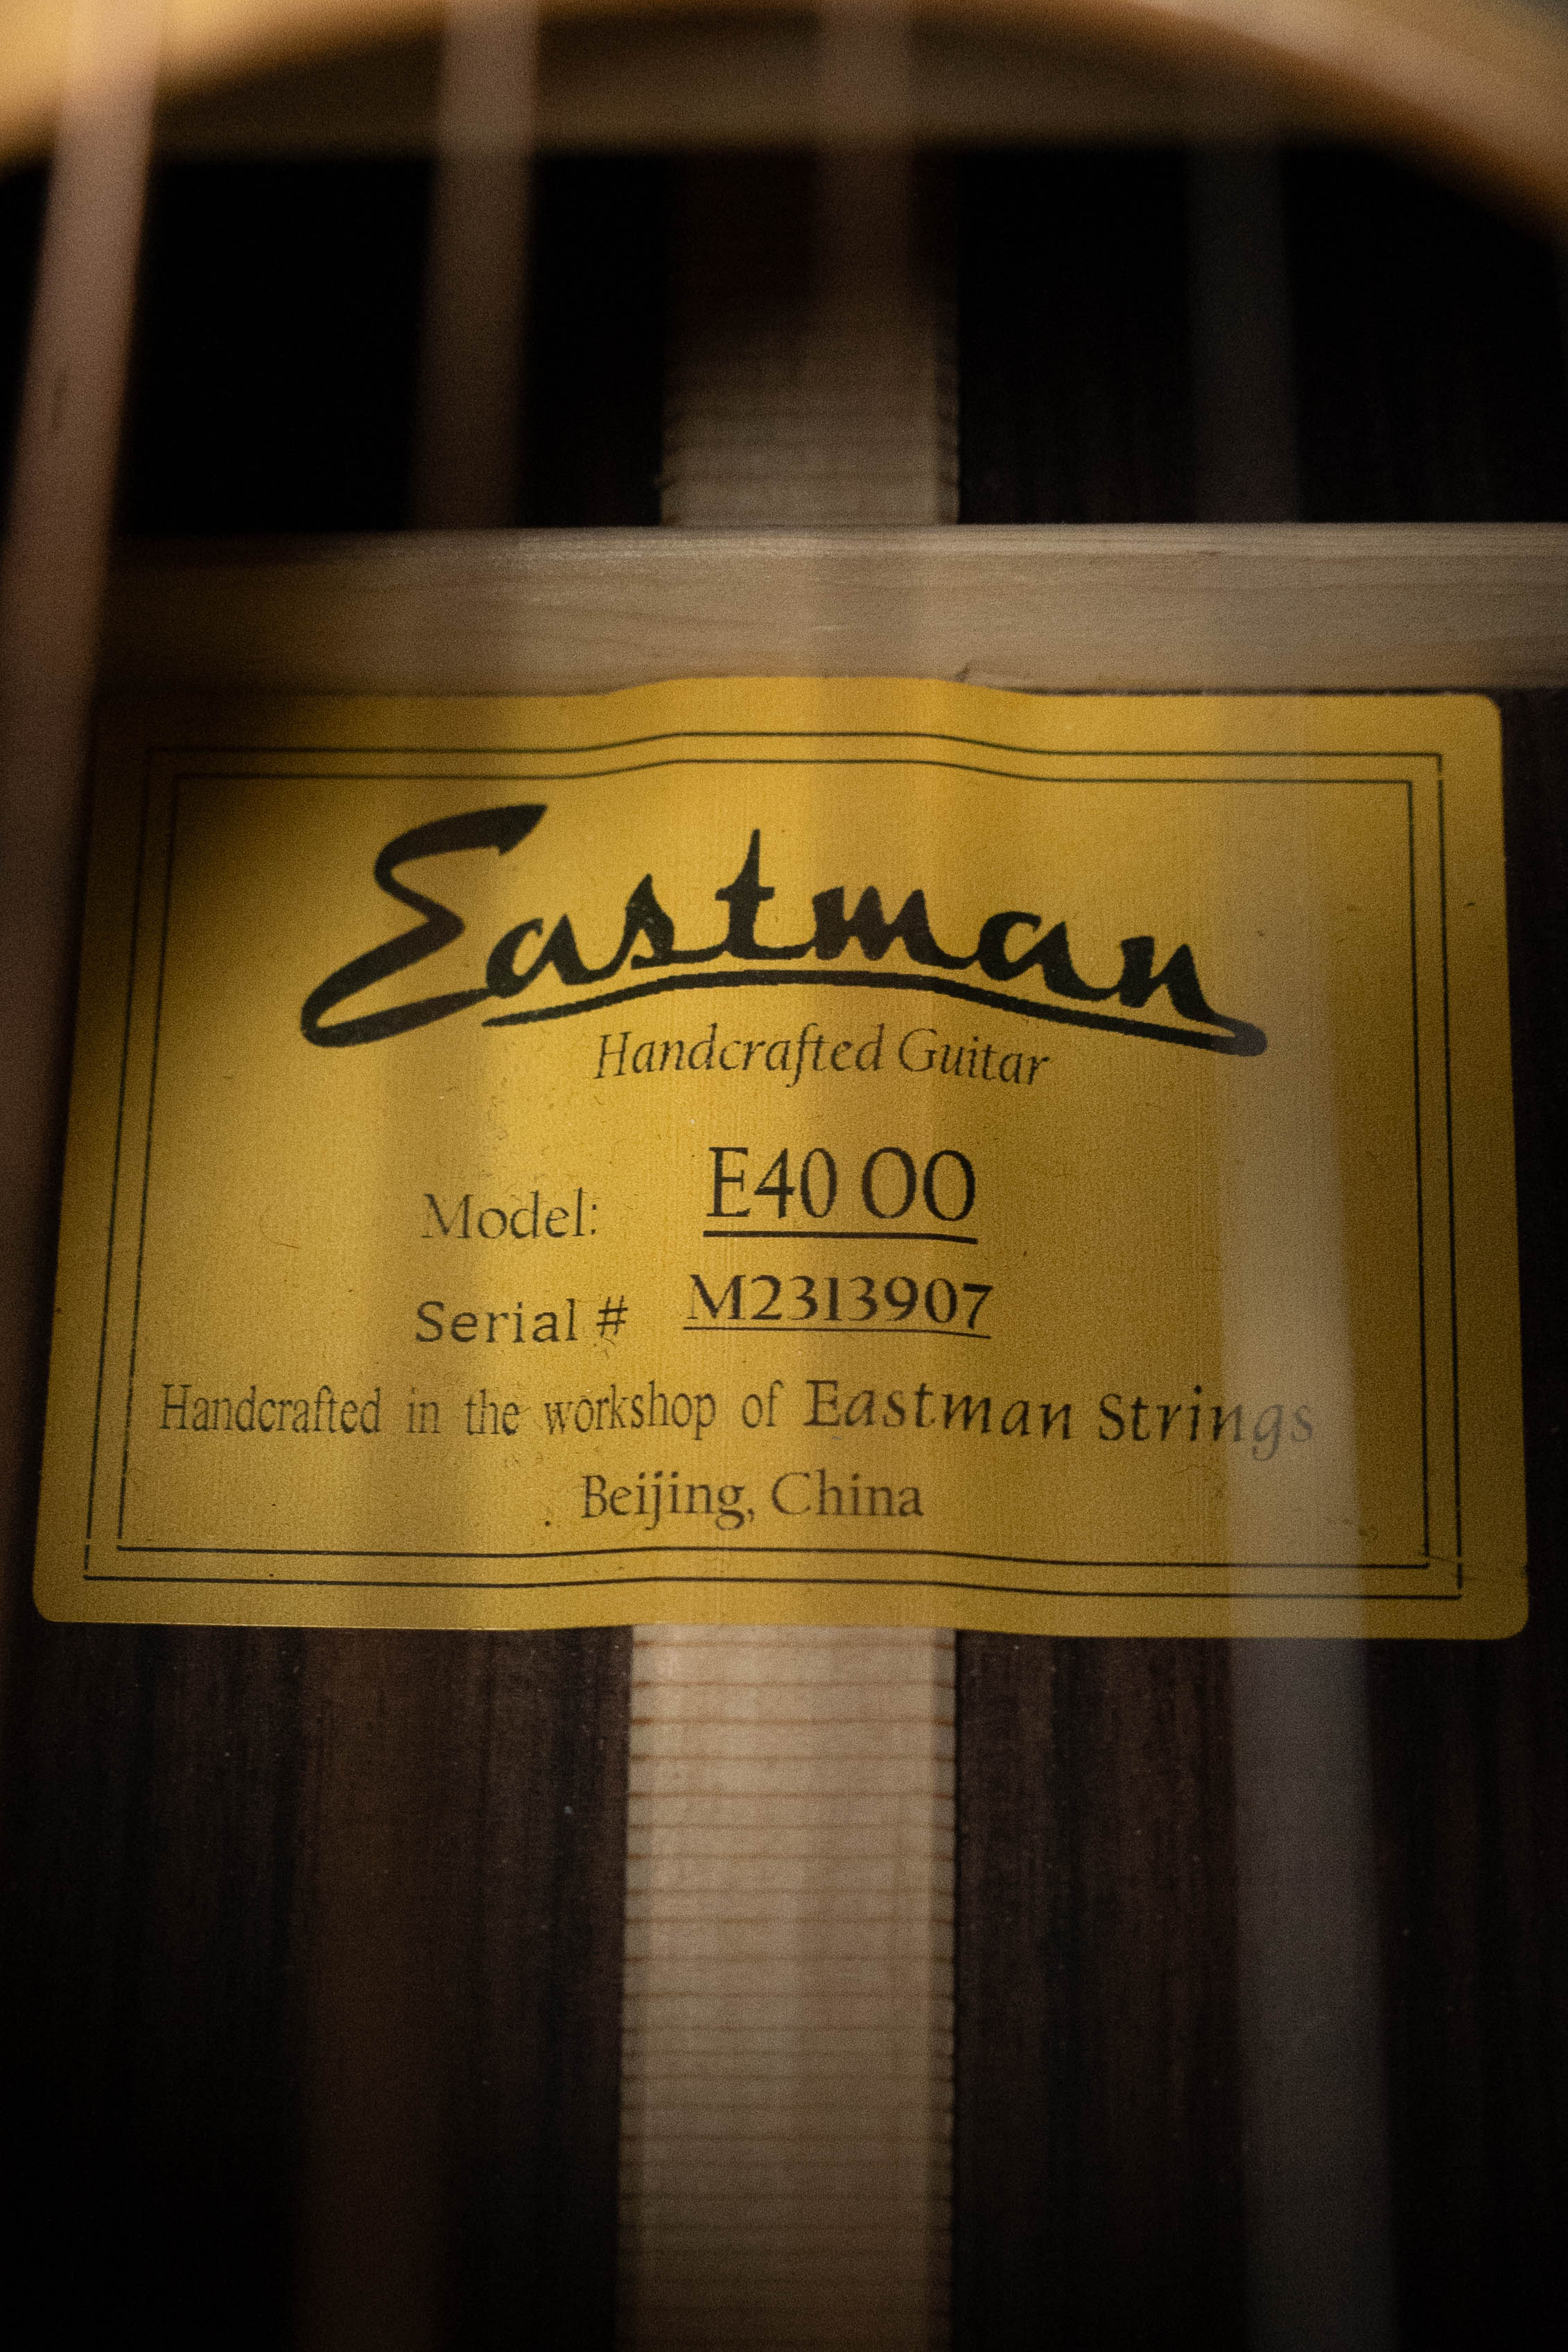 Eastman
Handcrafted Guitar
Model: E40 OO
Serial # M2313907
Handcrafted in the workshop of Eastman Strings
Beijing, China